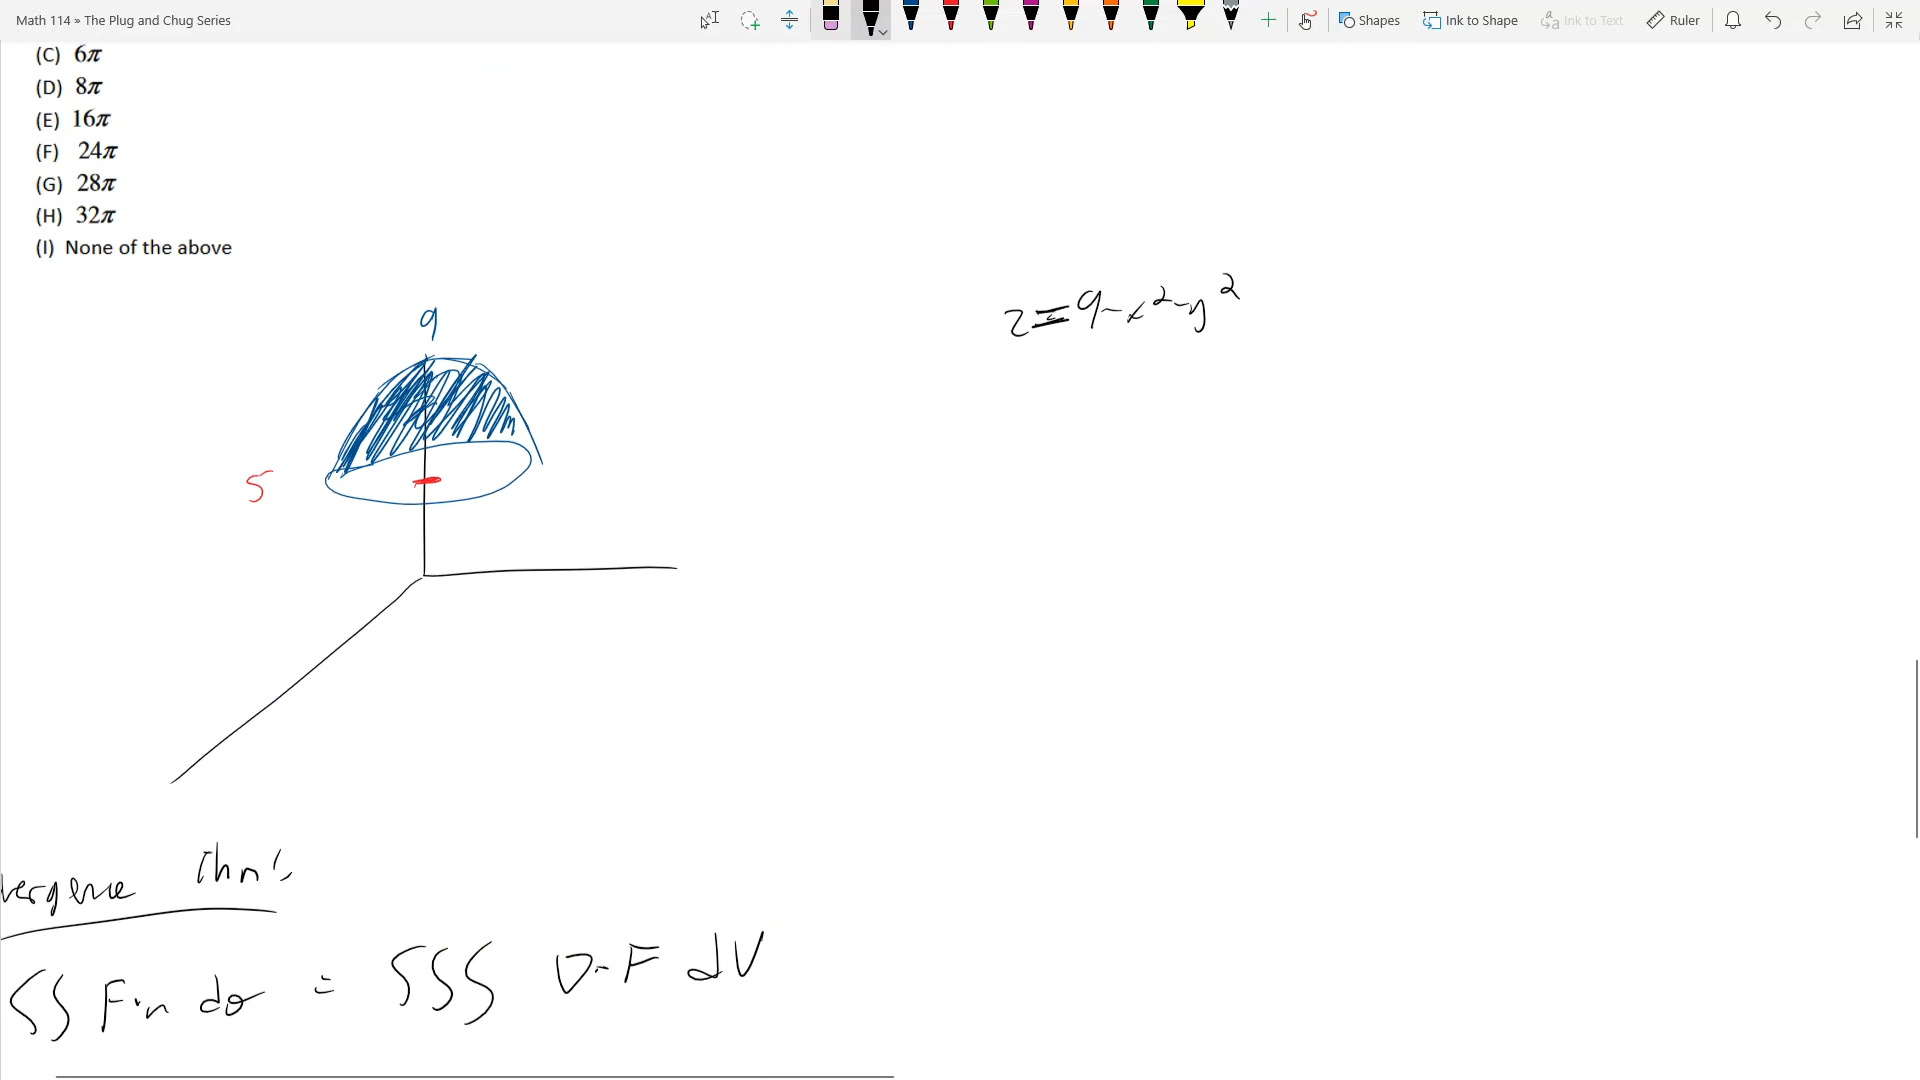 Math 114 » The Plug and Chug Series
Shapes
Ink to Shape
Ink to Text
Ruler
(C) 6π
(D) 8π
(E) 16π
(F) 24π
(G) 28π
(H) 32π
(I) None of the above
9
z = 9 - x² - y²
5
vergence Thm:
∫∫ F·n dσ = ∫∫∫ ∇·F dV